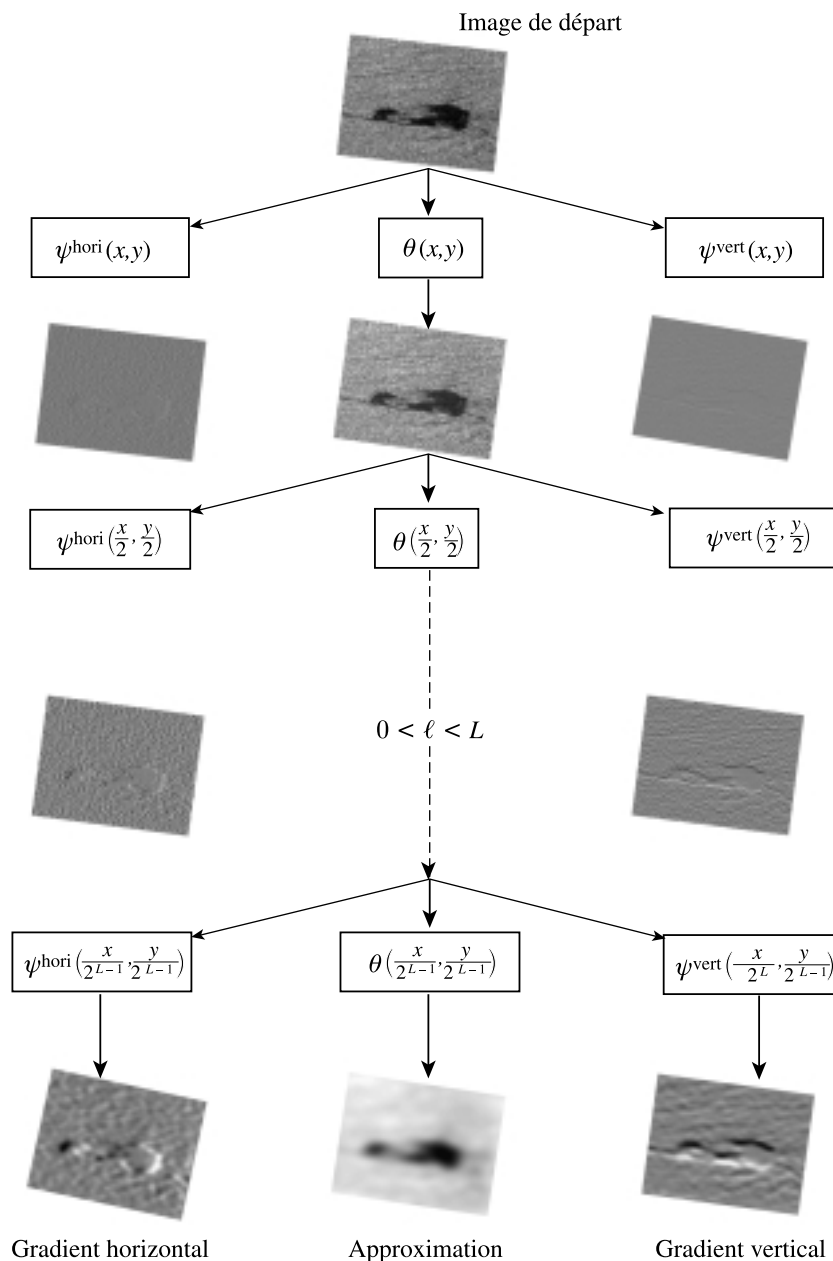 Image de départ
ψ^hori (x,y)
θ (x,y)
ψ^vert (x,y)
ψ^hori (x/2, y/2)
θ (x/2, y/2)
ψ^vert (x/2, y/2)
0 < ℓ < L
ψ^hori (x/2^{L−1}, y/2^{L−1})
θ (x/2^{L−1}, y/2^{L−1})
ψ^vert (x/2^L, y/2^{L−1})
Gradient horizontal
Approximation
Gradient vertical